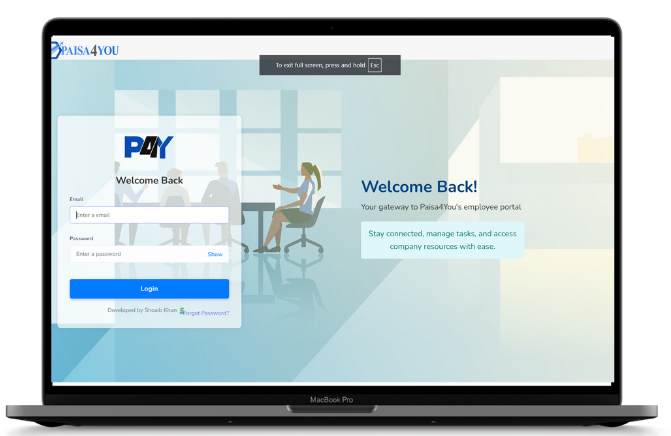 PAISA4YOU
To exit full screen, press and hold Esc
P4Y
Welcome Back
Email
Enter a email
Password
Enter a password Show
Login
Developed by Shoaib Khan
Forgot Password?
Welcome Back!
Your gateway to Paisa4You's employee portal
Stay connected, manage tasks, and access
company resources with ease.
MacBook Pro